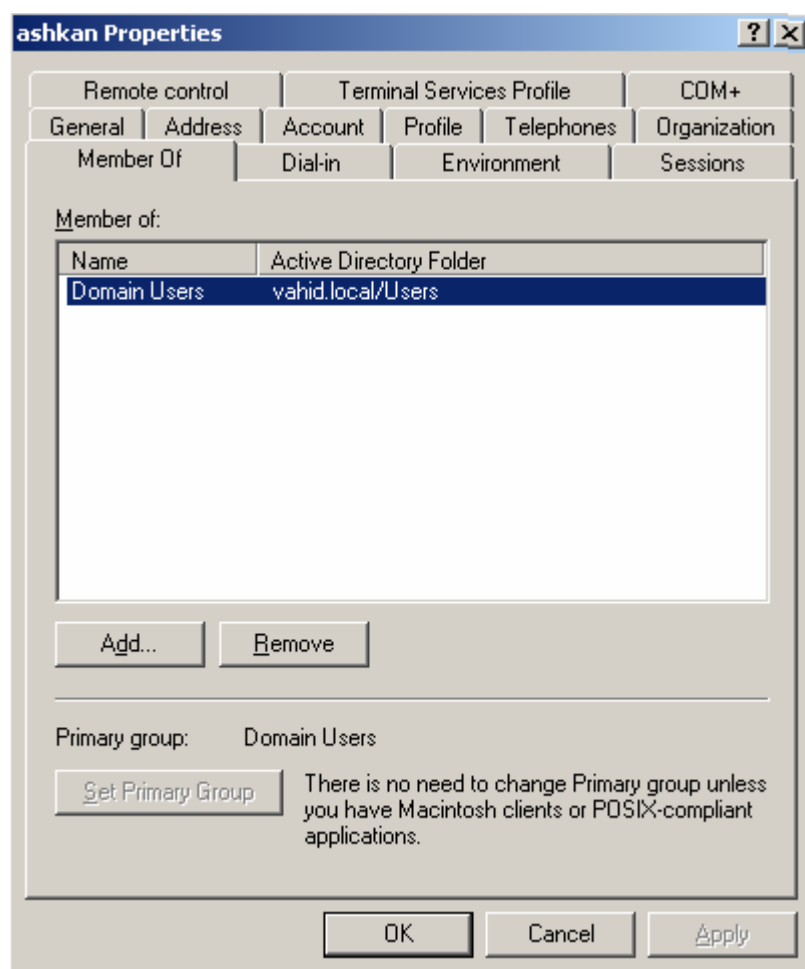 ashkan Properties
Remote control Terminal Services Profile COM+
General Address Account Profile Telephones Organization
Member Of Dial-in Environment Sessions
Member of:
Name Active Directory Folder
Domain Users vahid.local/Users
Add... Remove
Primary group: Domain Users
Set Primary Group
There is no need to change Primary group unless
you have Macintosh clients or POSIX-compliant
applications.
OK Cancel Apply